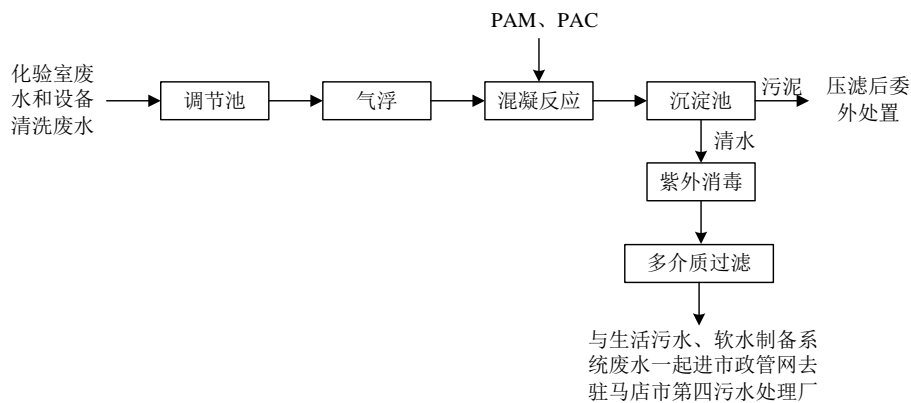 PAM、PAC
化验室废
水和设备
清洗废水
调节池
气浮
混凝反应
沉淀池
污泥
压滤后委
外处置
清水
紫外消毒
多介质过滤
与生活污水、软水制备系
统废水一起进市政管网去
驻马店市第四污水处理厂